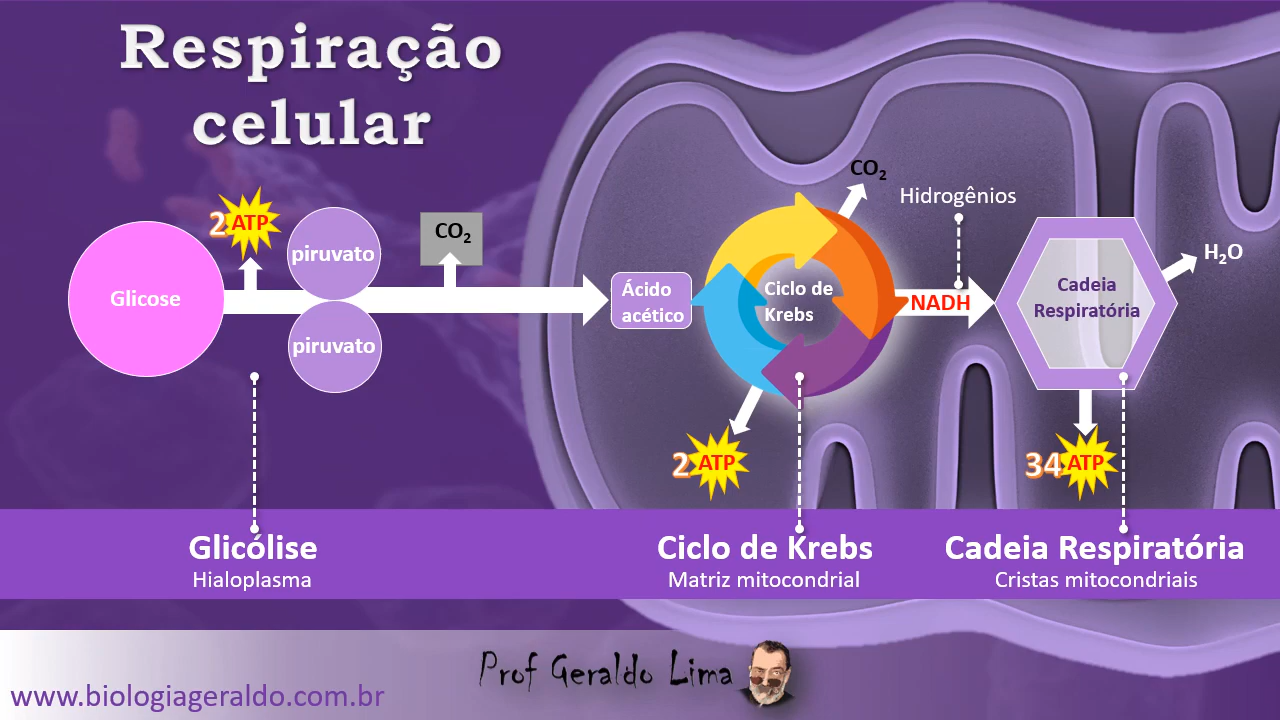 Respiração
celular
2 ATP
piruvato
CO₂
Glicose
piruvato
Ácido
acético
CO₂
Ciclo de
Krebs
Hidrogênios
NADH
Cadeia
Respiratória
H₂O
2 ATP
34 ATP
Glicólise
Hialoplasma
Ciclo de Krebs
Matriz mitocondrial
Cadeia Respiratória
Cristas mitocondriais
Prof Geraldo Lima
www.biologiageraldo.com.br